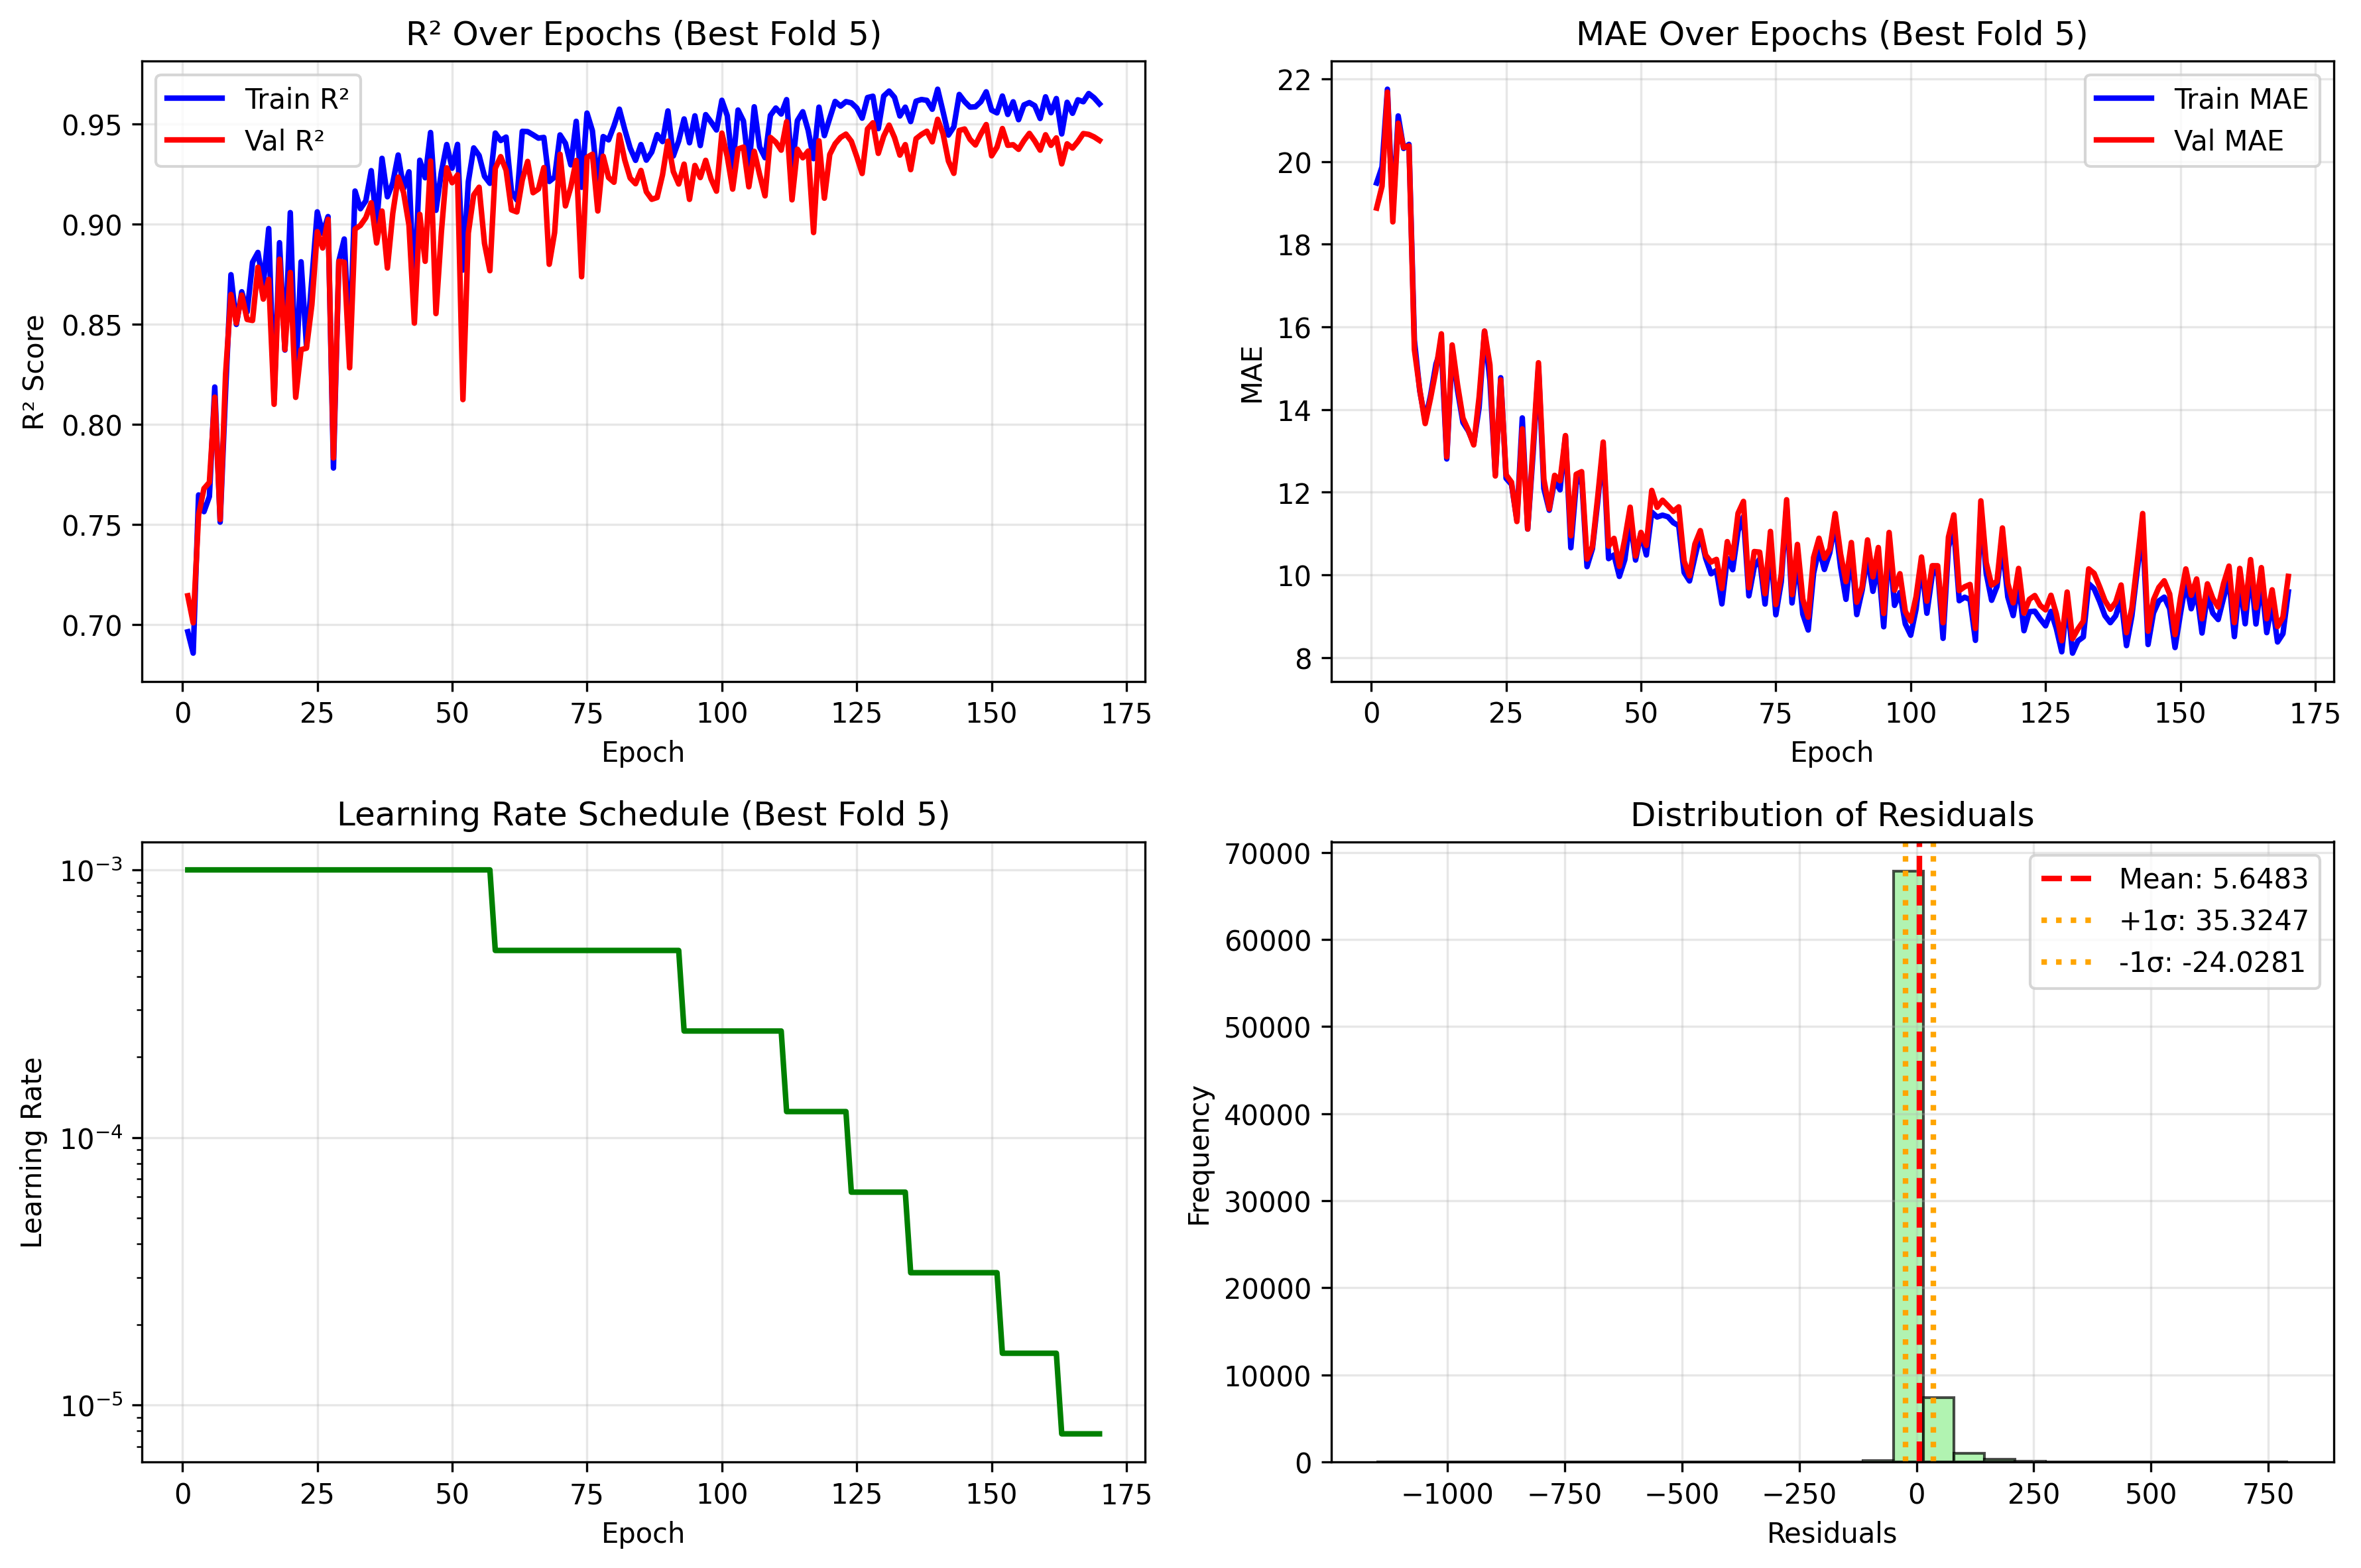 R² Over Epochs (Best Fold 5)
Train R²
Val R²
R² Score
0.95
0.90
0.85
0.80
0.75
0.70
0 25 50 75 100 125 150 175
Epoch
MAE Over Epochs (Best Fold 5)
Train MAE
Val MAE
MAE
22
20
18
16
14
12
10
8
0 25 50 75 100 125 150 175
Epoch
Learning Rate Schedule (Best Fold 5)
Learning Rate
10⁻³
10⁻⁴
10⁻⁵
0 25 50 75 100 125 150 175
Epoch
Distribution of Residuals
Mean: 5.6483
+1σ: 35.3247
-1σ: -24.0281
Frequency
70000
60000
50000
40000
30000
20000
10000
0
−1000 −750 −500 −250 0 250 500 750
Residuals